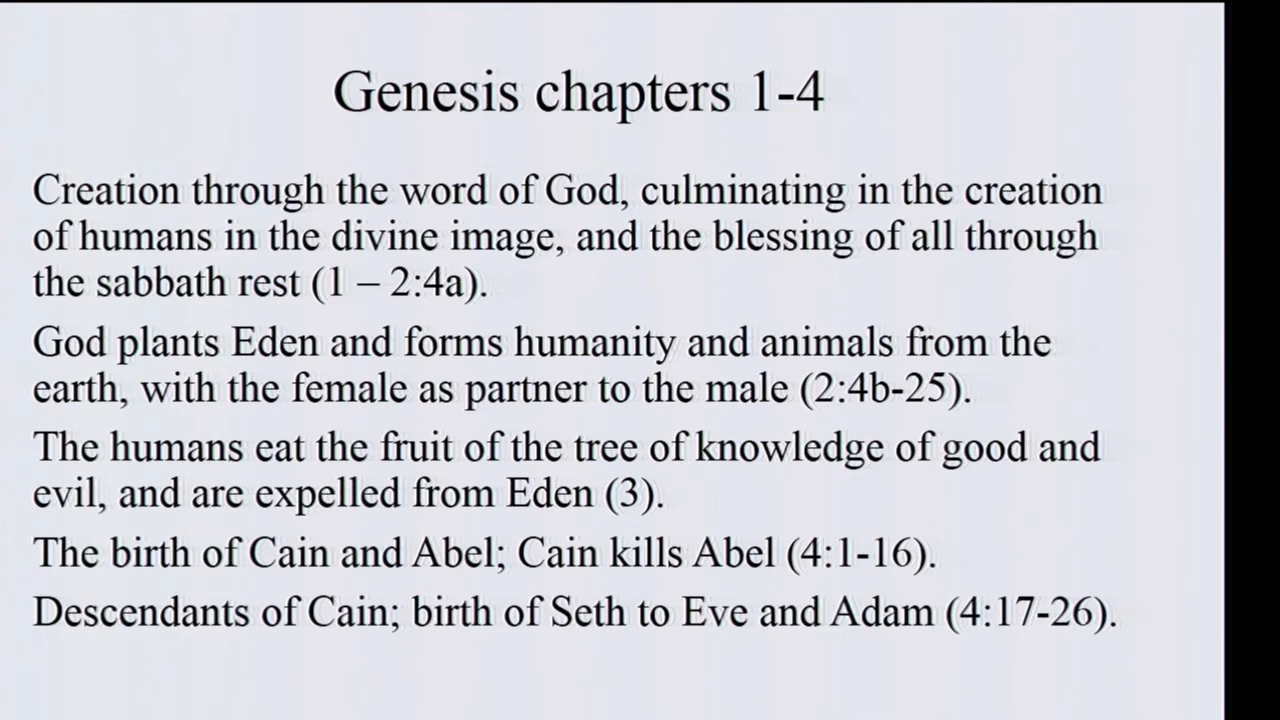 Genesis chapters 1-4
Creation through the word of God, culminating in the creation
of humans in the divine image, and the blessing of all through
the sabbath rest (1 – 2:4a).
God plants Eden and forms humanity and animals from the
earth, with the female as partner to the male (2:4b-25).
The humans eat the fruit of the tree of knowledge of good and
evil, and are expelled from Eden (3).
The birth of Cain and Abel; Cain kills Abel (4:1-16).
Descendants of Cain; birth of Seth to Eve and Adam (4:17-26).